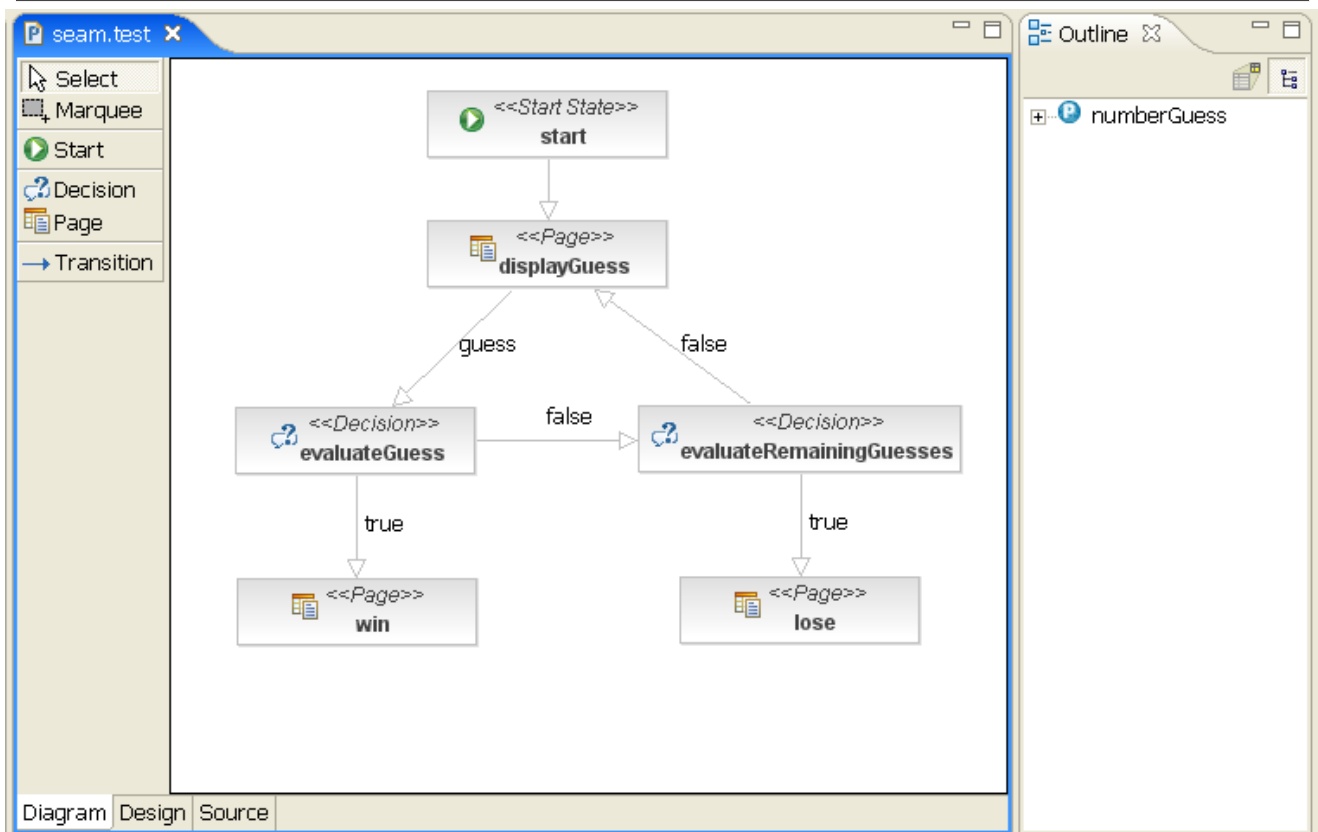 seam.test
Select
Marquee
Start
Decision
Page
Transition
<<Start State>>
start
<<Page>>
displayGuess
guess
false
<<Decision>>
evaluateGuess
false
<<Decision>>
evaluateRemainingGuesses
true
true
<<Page>>
win
<<Page>>
lose
Diagram Design Source
Outline
numberGuess